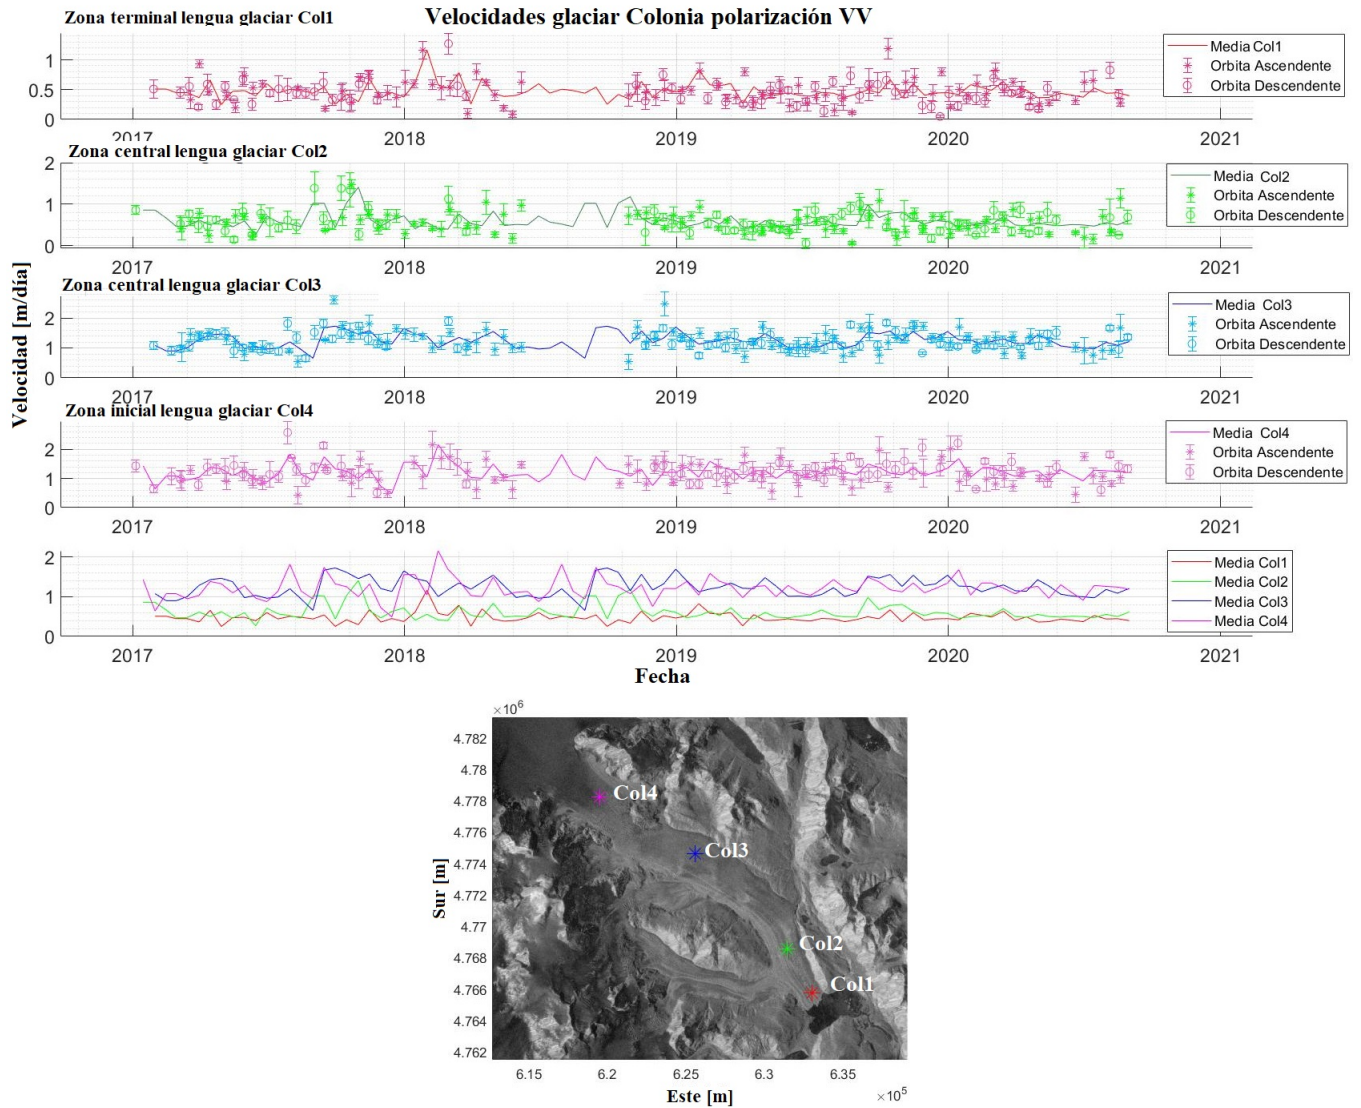 Velocidades glaciar Colonia polarización VV
Velocidad [m/día]
Zona terminal lengua glaciar Col1
1
0.5
0
2017 2018 2019 2020 2021
Media Col1
Orbita Ascendente
Orbita Descendente
Zona central lengua glaciar Col2
2
1
0
2017 2018 2019 2020 2021
Media Col2
Orbita Ascendente
Orbita Descendente
Zona central lengua glaciar Col3
2
1
0
2017 2018 2019 2020 2021
Media Col3
Orbita Ascendente
Orbita Descendente
Zona inicial lengua glaciar Col4
2
1
0
2017 2018 2019 2020 2021
Media Col4
Orbita Ascendente
Orbita Descendente
2
1
0
2017 2018 2019 2020 2021
Media Col1
Media Col2
Media Col3
Media Col4
Fecha
×10⁶
4.782
4.78
4.778
4.776
4.774
4.772
4.77
4.768
4.766
4.764
4.762
Sur [m]
Col4
Col3
Col2
Col1
6.15 6.2 6.25 6.3 6.35
Este [m]
×10⁵